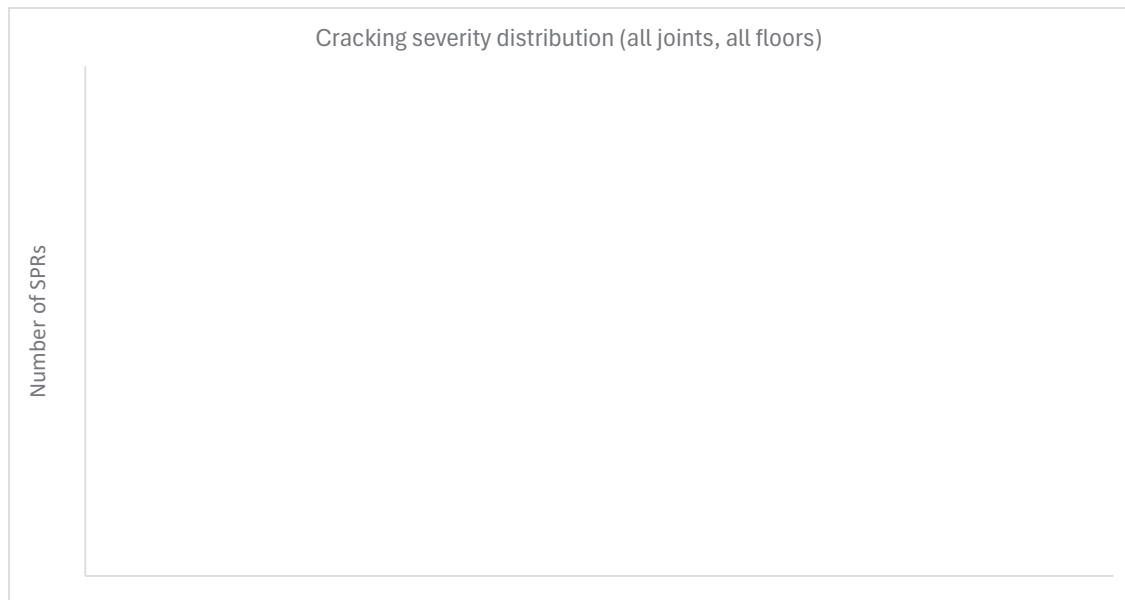 Cracking severity distribution (all joints, all floors)
Number of SPRs